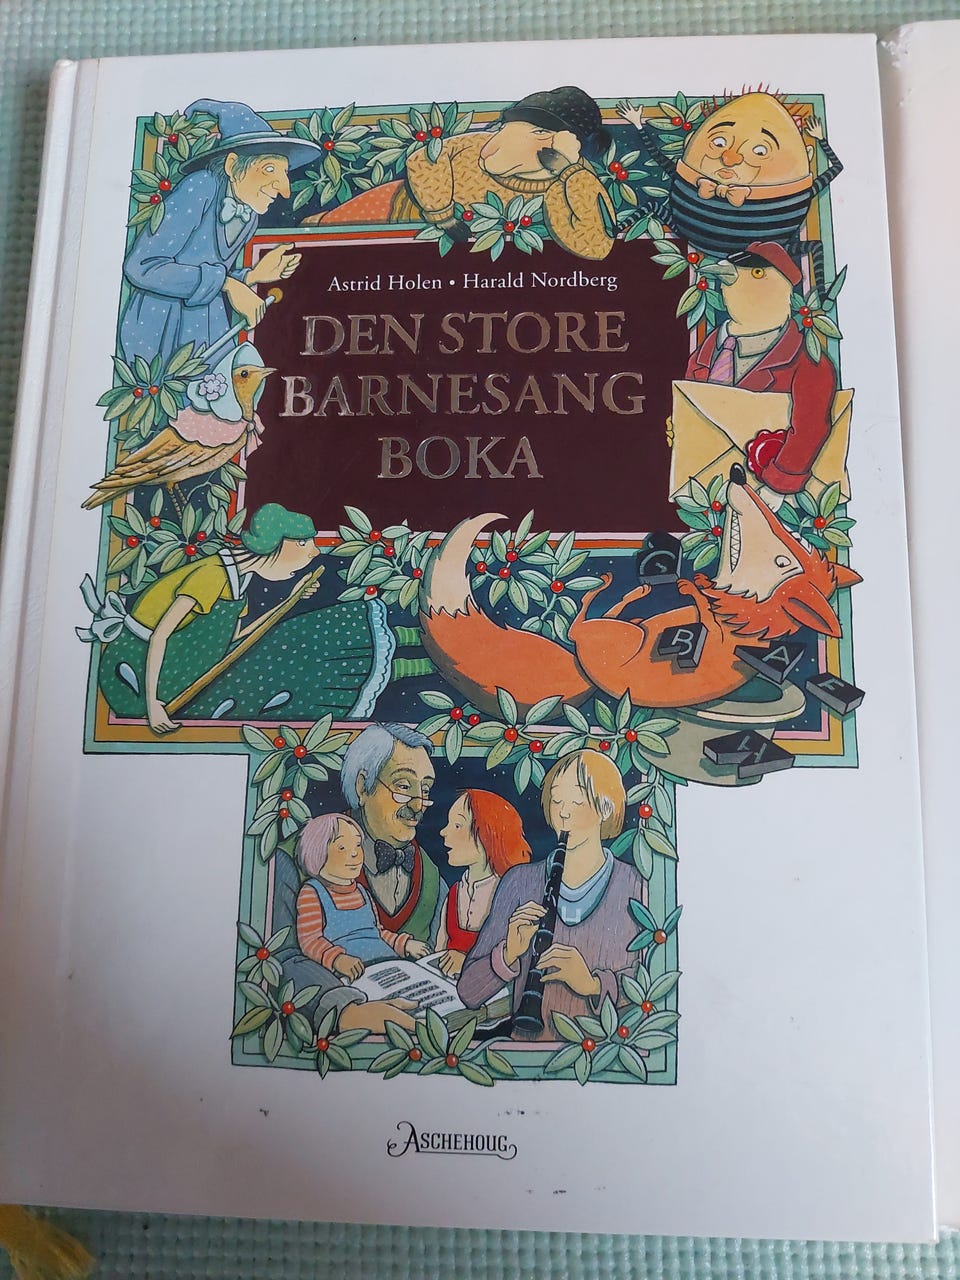 Astrid Holen • Harald Nordberg
DEN STORE
BARNESANG
BOKA
G
B
A
F
H
ASCHEHOUG